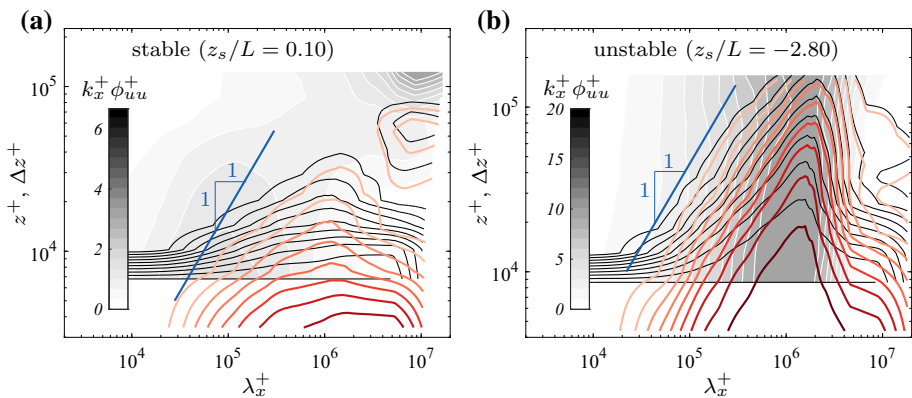 (a)
stable (z_s/L = 0.10)
k_x^+ ϕ_uu^+
6
4
2
0
1
1
10^5
10^4
z^+, Δz^+
10^4 10^5 10^6 10^7
λ_x^+
(b)
unstable (z_s/L = −2.80)
k_x^+ ϕ_uu^+
20
15
10
5
0
1
1
10^5
10^4
z^+, Δz^+
10^4 10^5 10^6 10^7
λ_x^+